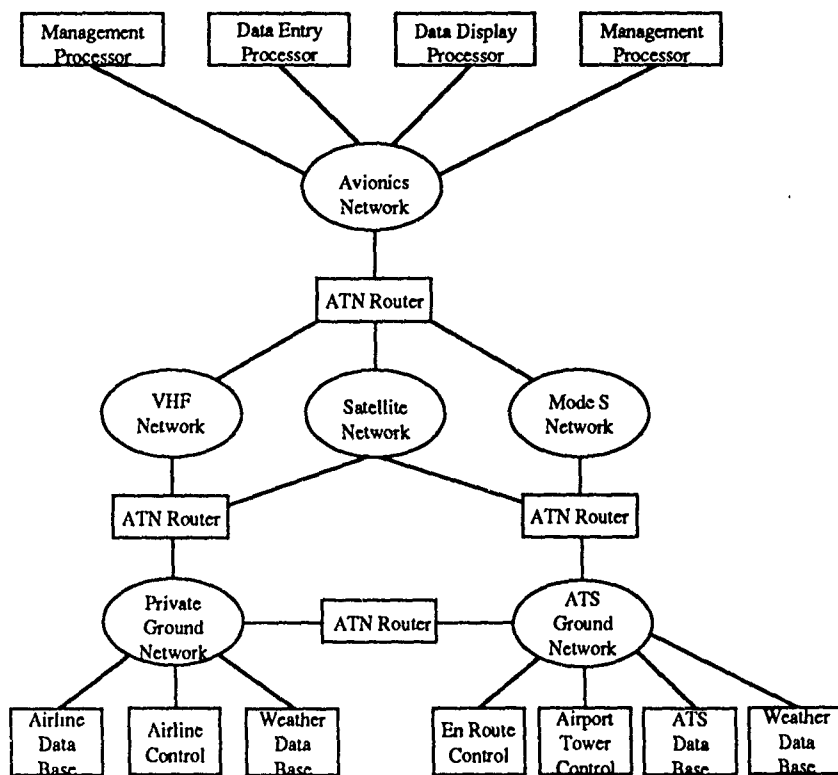 Management
Processor
Data Entry
Processor
Data Display
Processor
Management
Processor
Avionics
Network
ATN Router
VHF
Network
Satellite
Network
Mode S
Network
ATN Router
ATN Router
Private
Ground
Network
ATN Router
ATS
Ground
Network
Airline
Data
Base
Airline
Control
Weather
Data
Base
En Route
Control
Airport
Tower
Control
ATS
Data
Base
Weather
Data
Base